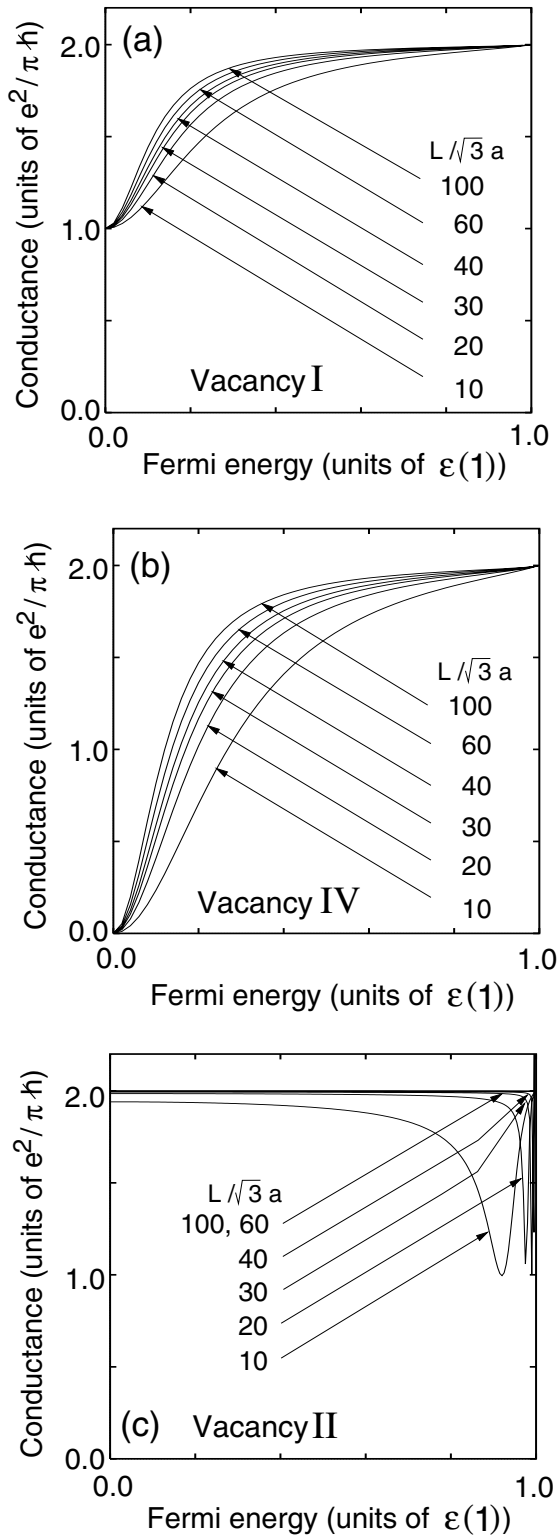 (a)
Conductance (units of e²/πħ)
2.0
1.0
0.0
L/√3 a
100
60
40
30
20
10
Vacancy I
0.0 1.0
Fermi energy (units of ε(1))
(b)
Conductance (units of e²/πħ)
2.0
1.0
0.0
L/√3 a
100
60
40
30
20
10
Vacancy IV
0.0 1.0
Fermi energy (units of ε(1))
Conductance (units of e²/πħ)
2.0
1.0
0.0
L/√3 a
100, 60
40
30
20
10
(c) Vacancy II
0.0 1.0
Fermi energy (units of ε(1))